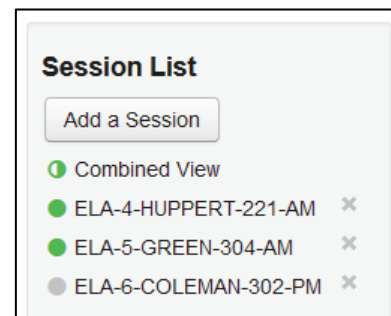 Session List
Add a Session
Combined View
ELA-4-HUPPERT-221-AM
ELA-5-GREEN-304-AM
ELA-6-COLEMAN-302-PM